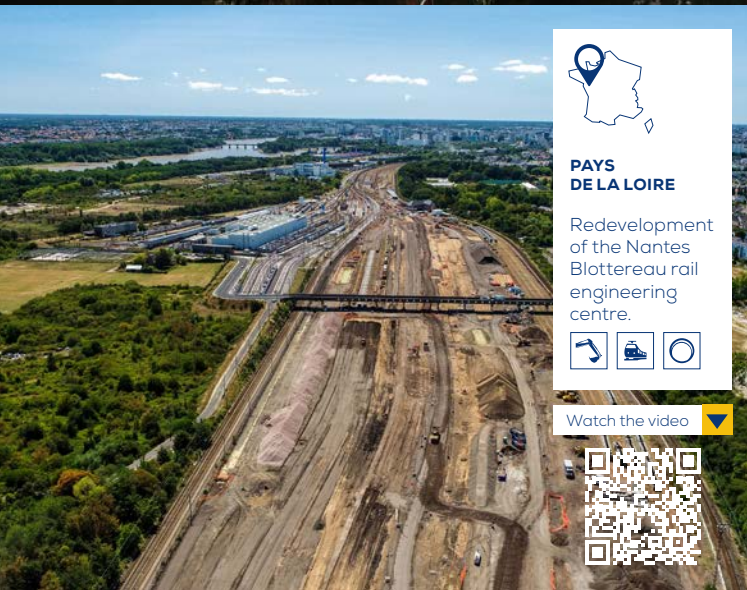 PAYS
DE LA LOIRE
Redevelopment
of the Nantes
Blottereau rail
engineering
centre.
Watch the video